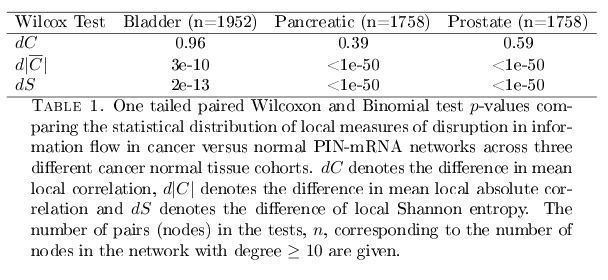 Wilcox Test Bladder (n=1952) Pancreatic (n=1758) Prostate (n=1758)
dC 0.96 0.39 0.59
d|C̅| 3e-10 <1e-50 <1e-50
dS 2e-13 <1e-50 <1e-50
TABLE 1. One tailed paired Wilcoxon and Binomial test p-values com-
paring the statistical distribution of local measures of disruption in infor-
mation flow in cancer versus normal PIN-mRNA networks across three
different cancer normal tissue cohorts. dC denotes the difference in mean
local correlation, d|C| denotes the difference in mean local absolute cor-
relation and dS denotes the difference of local Shannon entropy. The
number of pairs (nodes) in the tests, n, corresponding to the number of
nodes in the network with degree ≥ 10 are given.